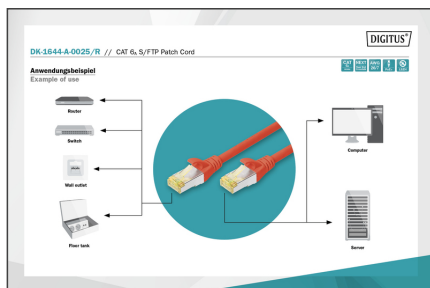 DIGITUS®
DK-1644-A-0025/R // CAT 6A S/FTP Patch Cord
Anwendungsbeispiel
Example of use
Router
Switch
Wall outlet
Floor tank
Computer
Server
CAT